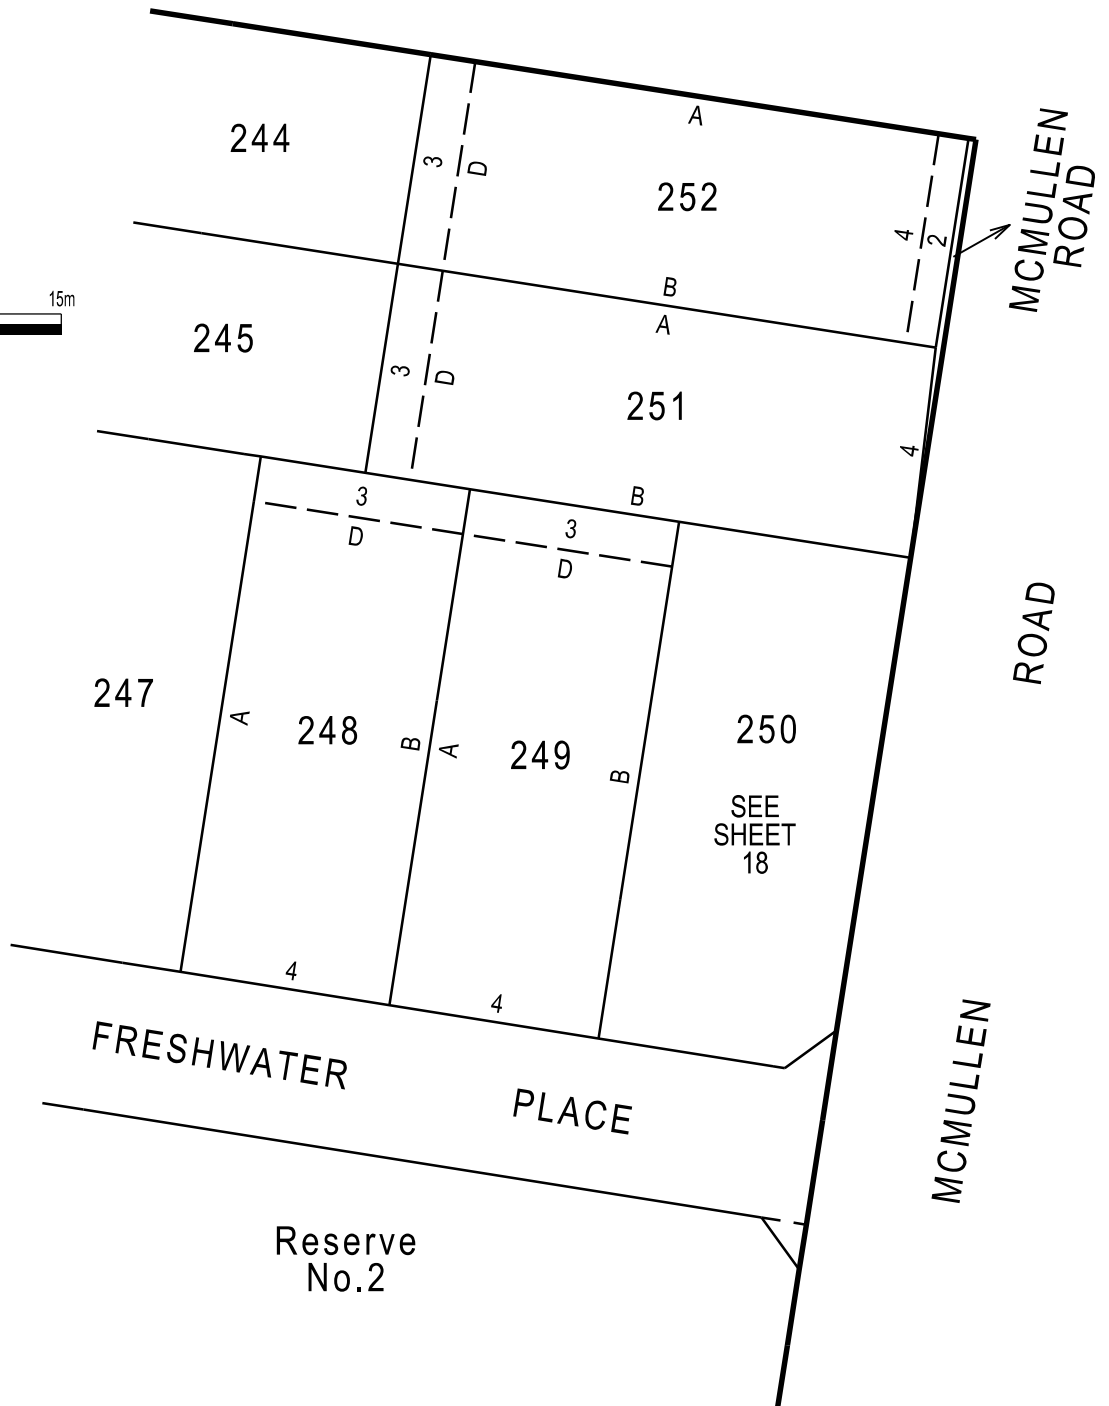 A
244
3
D
252
4
2
MCMULLEN
ROAD
B
15m
A
245
3
D
251
4
3
B
3
D
D
ROAD
247
A
248
B
A
249
B
250
SEE
SHEET
18
4
4
FRESHWATER
PLACE
MCMULLEN
Reserve
No.2